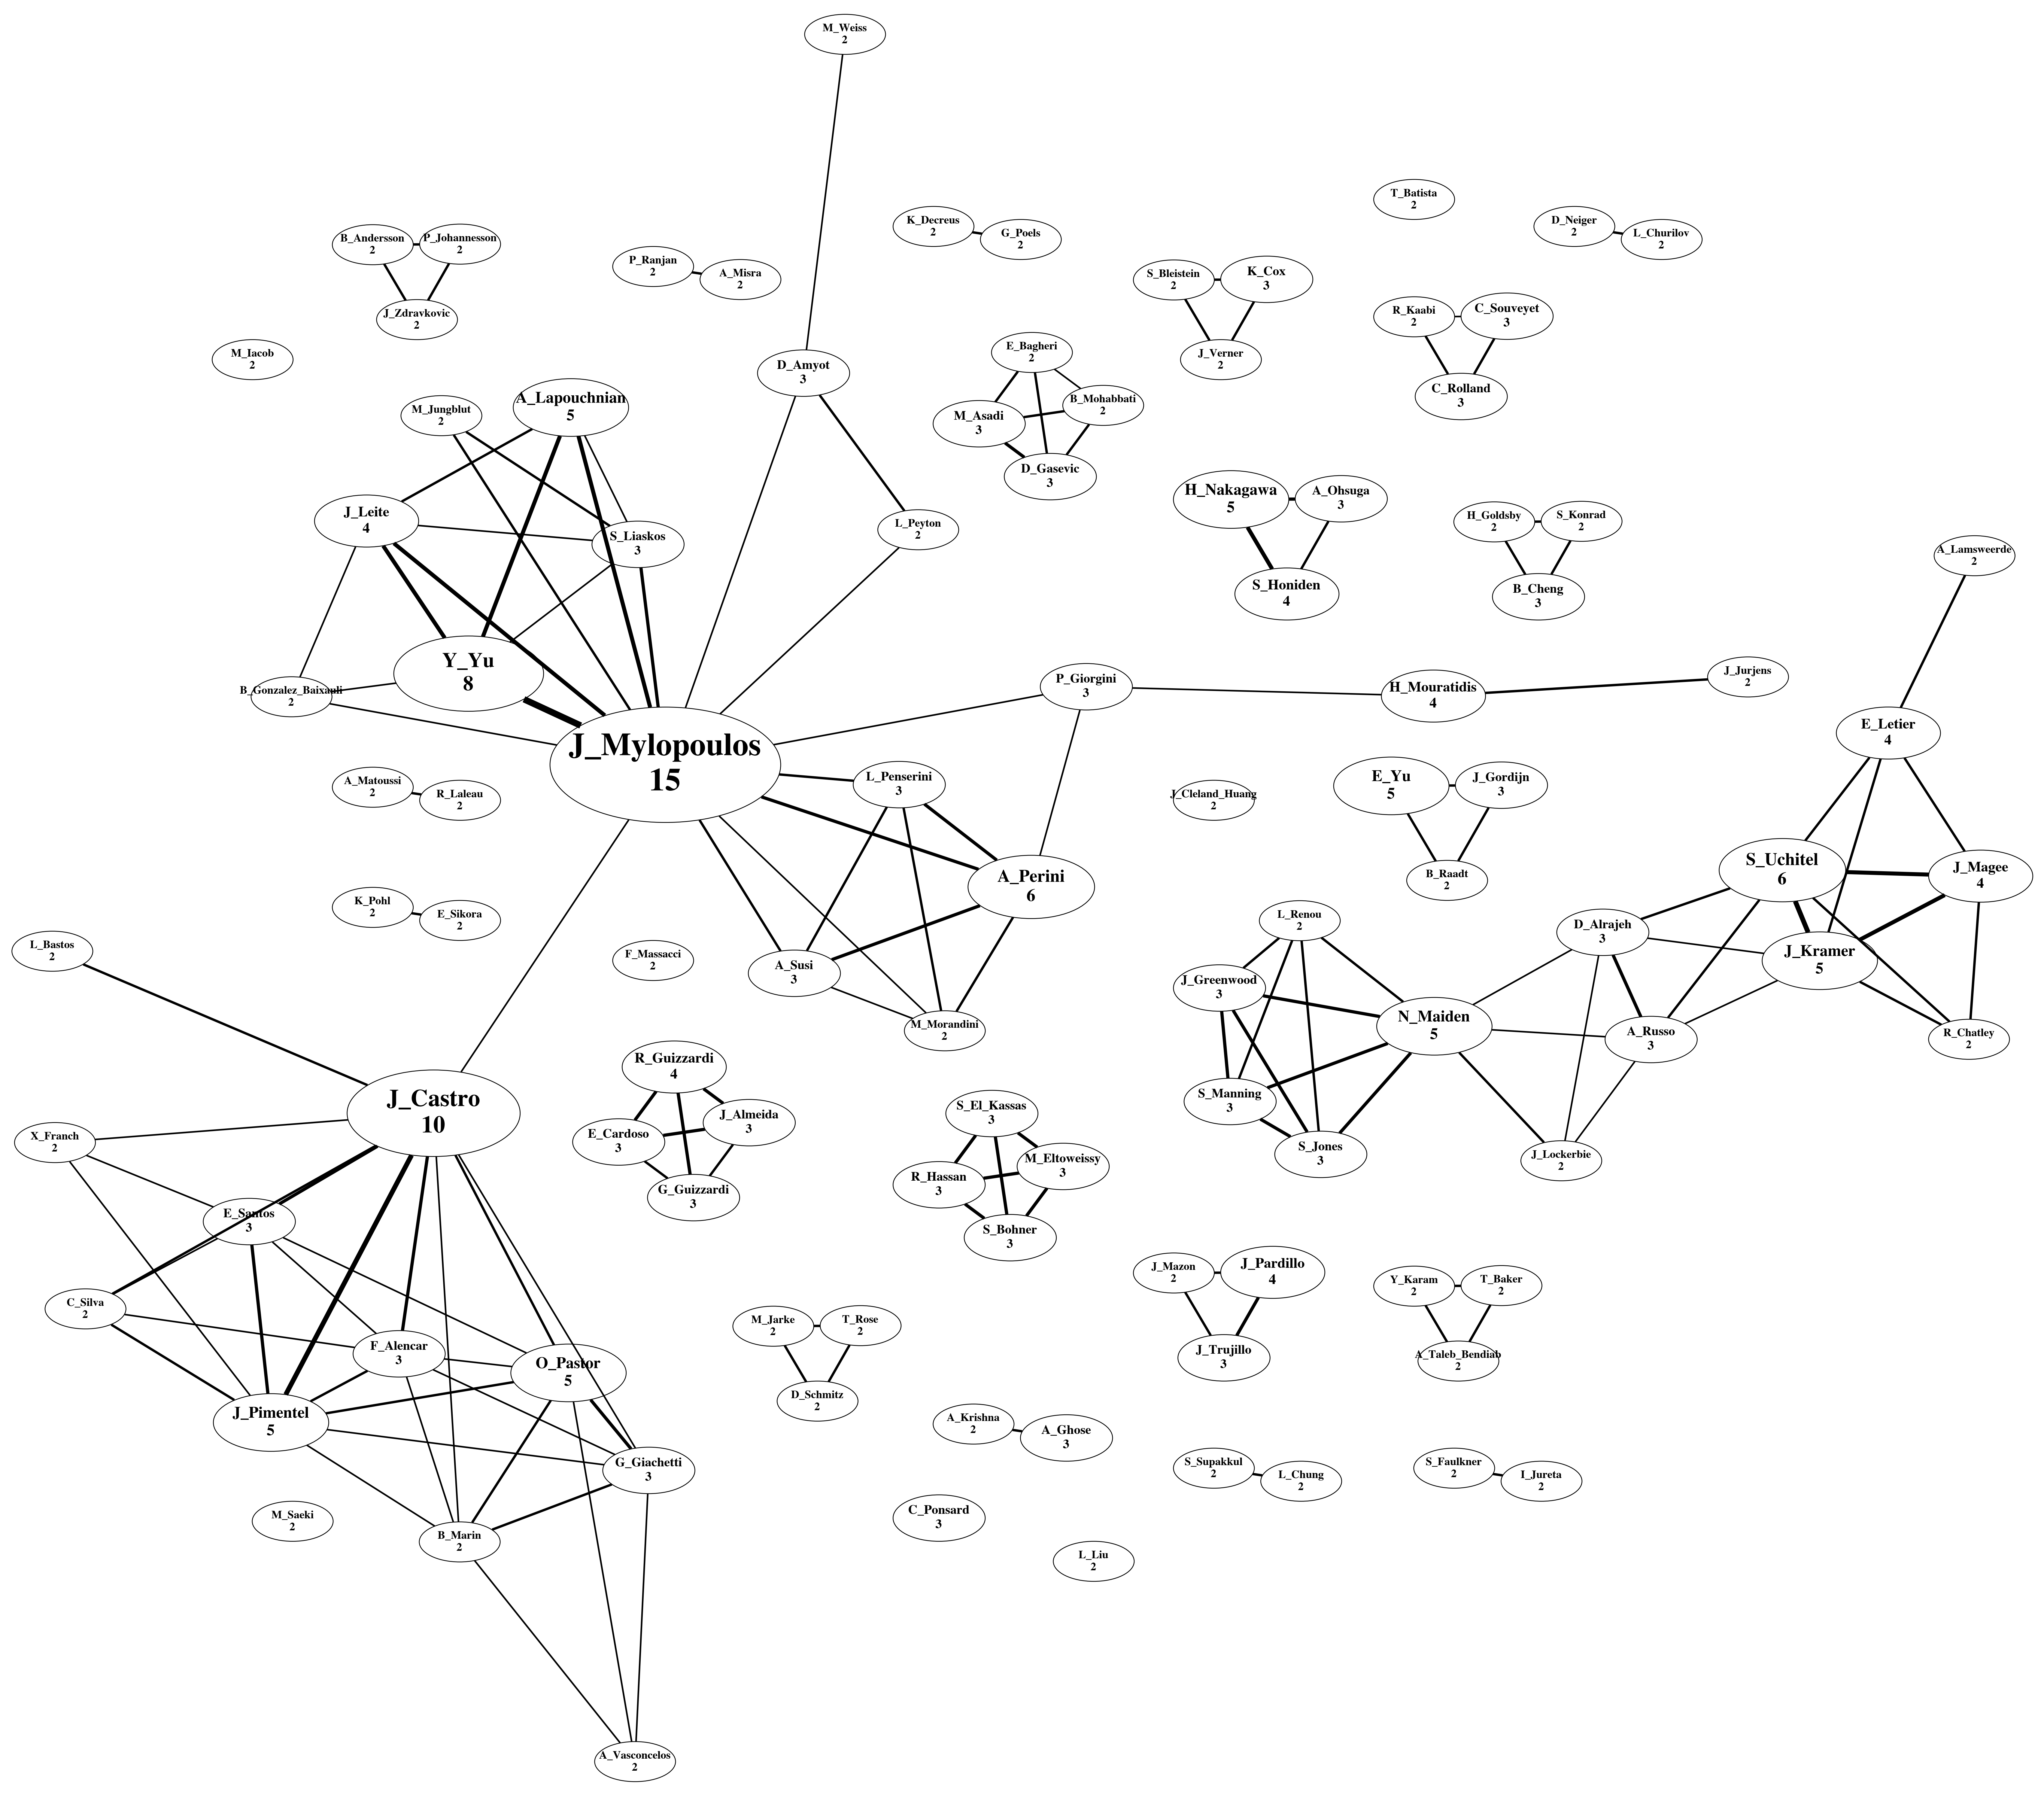 M_Weiss
2
T_Batista
2
K_Decreus
2
G_Poels
2
D_Neiger
2
L_Churilov
2
B_Andersson
2
P_Johannesson
2
J_Zdravkovic
2
P_Ranjan
2
A_Misra
2
S_Bleistein
2
K_Cox
3
J_Verner
2
R_Kaabi
2
C_Souveyet
3
C_Rolland
3
M_Iacob
2
D_Amyot
3
E_Bagheri
2
B_Mohabbati
2
M_Asadi
3
D_Gasevic
3
M_Jungblut
2
A_Lapouchnian
5
J_Leite
4
S_Liaskos
3
L_Peyton
2
H_Nakagawa
5
A_Ohsuga
3
S_Honiden
4
H_Goldsby
2
S_Konrad
2
B_Cheng
3
A_Lamsweerde
2
Y_Yu
8
B_Gonzalez_Baixauli
2
P_Giorgini
3
H_Mouratidis
4
J_Jurjens
2
E_Letier
4
J_Mylopoulos
15
A_Matoussi
2
R_Laleau
2
L_Penserini
3
J_Cleland_Huang
2
E_Yu
5
J_Gordijn
3
B_Raadt
2
S_Uchitel
6
J_Magee
4
A_Perini
6
K_Pohl
2
E_Sikora
2
L_Renou
2
D_Alrajeh
3
J_Kramer
5
L_Bastos
2
F_Massacci
2
A_Susi
3
J_Greenwood
3
M_Morandini
2
N_Maiden
5
A_Russo
3
R_Chatley
2
R_Guizzardi
4
J_Castro
10
S_Manning
3
S_El_Kassas
3
J_Almeida
3
E_Cardoso
3
X_Franch
2
S_Jones
3
J_Lockerbie
2
M_Eltoweissy
3
R_Hassan
3
G_Guizzardi
3
E_Santos
3
S_Bohner
3
J_Mazon
2
J_Pardillo
4
Y_Karam
2
T_Baker
2
C_Silva
2
M_Jarke
2
T_Rose
2
F_Alencar
3
O_Pastor
5
J_Trujillo
3
A_Taleb_Bendiab
2
D_Schmitz
2
J_Pimentel
5
A_Krishna
2
A_Ghose
3
G_Giachetti
3
S_Supakkul
2
L_Chung
2
S_Faulkner
2
I_Jureta
2
M_Saeki
2
C_Ponsard
3
B_Marin
2
L_Liu
2
A_Vasconcelos
2